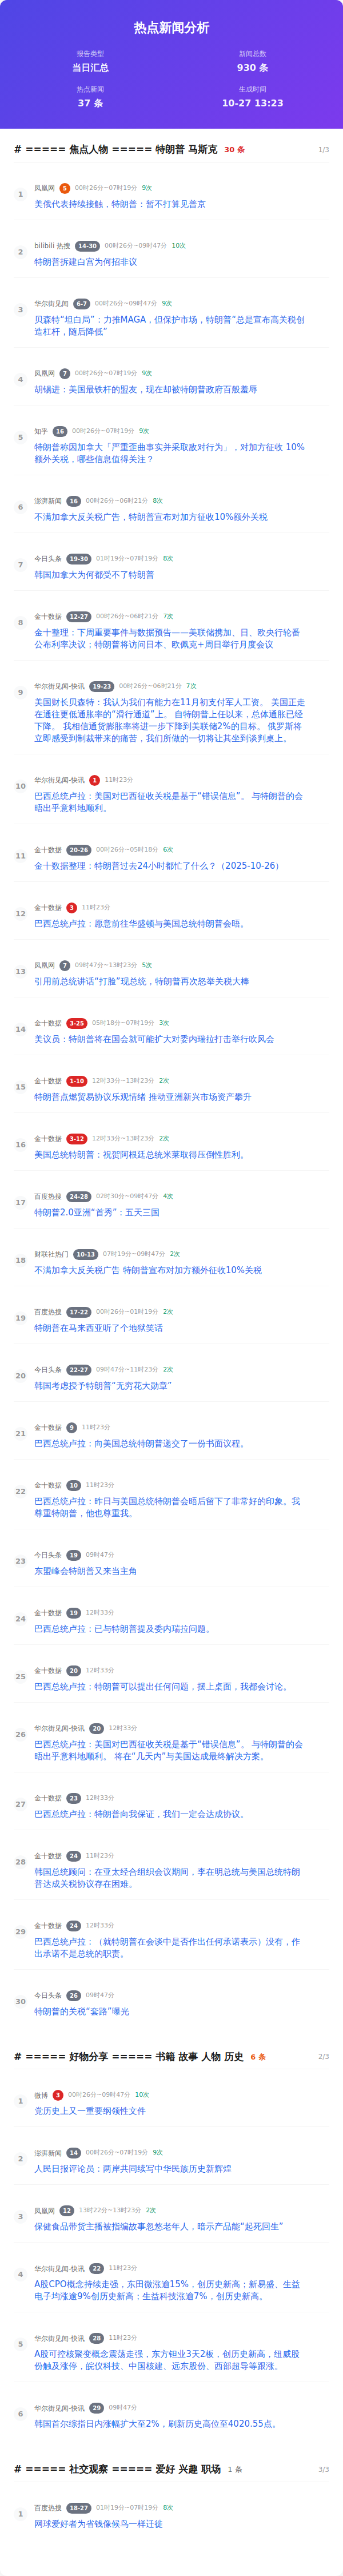 热点新闻分析
报告类型
当日汇总
新闻总数
930 条
热点新闻
37 条
生成时间
10-27 13:23
# ===== 焦点人物 ===== 特朗普 马斯克 30 条 1/3
1
凤凰网 5 00时26分~07时19分 9次
美俄代表持续接触，特朗普：暂不打算见普京
2
bilibili 热搜 14-30 00时26分~09时47分 10次
特朗普拆建白宫为何招非议
3
华尔街见闻 6-7 00时26分~09时47分 9次
贝森特“坦白局”：力推MAGA，但保护市场，特朗普“总是宣布高关税创
造杠杆，随后降低”
4
凤凰网 7 00时26分~07时19分 9次
胡锡进：美国最铁杆的盟友，现在却被特朗普政府百般羞辱
5
知乎 16 00时26分~07时19分 9次
特朗普称因加拿大「严重歪曲事实并采取敌对行为」，对加方征收 10%
额外关税，哪些信息值得关注？
6
澎湃新闻 16 00时26分~06时21分 8次
不满加拿大反关税广告，特朗普宣布对加方征收10%额外关税
7
今日头条 19-30 01时19分~07时19分 8次
韩国加拿大为何都受不了特朗普
8
金十数据 12-27 00时26分~06时21分 7次
金十整理：下周重要事件与数据预告——美联储携加、日、欧央行轮番
公布利率决议；特朗普将访问日本、欧佩克+周日举行月度会议
9
华尔街见闻-快讯 19-23 00时26分~06时21分 7次
美国财长贝森特：我认为我们有能力在11月初支付军人工资。 美国正走
在通往更低通胀率的“滑行通道”上。 自特朗普上任以来，总体通胀已经
下降。 我相信通货膨胀率将进一步下降到美联储2%的目标。 俄罗斯将
立即感受到制裁带来的痛苦，我们所做的一切将让其坐到谈判桌上。
10
华尔街见闻-快讯 1 11时23分
巴西总统卢拉：美国对巴西征收关税是基于“错误信息”。 与特朗普的会
晤出乎意料地顺利。
11
金十数据 20-26 00时26分~05时18分 6次
金十数据整理：特朗普过去24小时都忙了什么？（2025-10-26）
12
金十数据 3 11时23分
巴西总统卢拉：愿意前往华盛顿与美国总统特朗普会晤。
13
凤凰网 7 09时47分~13时23分 5次
引用前总统讲话“打脸”现总统，特朗普再次怒举关税大棒
14
金十数据 3-25 05时18分~07时19分 3次
美议员：特朗普将在国会就可能扩大对委内瑞拉打击举行吹风会
15
金十数据 1-10 12时33分~13时23分 2次
特朗普点燃贸易协议乐观情绪 推动亚洲新兴市场资产攀升
16
金十数据 3-12 12时33分~13时23分 2次
美国总统特朗普：祝贺阿根廷总统米莱取得压倒性胜利。
17
百度热搜 24-28 02时30分~09时47分 4次
特朗普2.0亚洲“首秀”：五天三国
18
财联社热门 10-13 07时19分~09时47分 2次
不满加拿大反关税广告 特朗普宣布对加方额外征收10%关税
19
百度热搜 17-22 00时26分~01时19分 2次
特朗普在马来西亚听了个地狱笑话
20
今日头条 22-27 09时47分~11时23分 2次
韩国考虑授予特朗普“无穷花大勋章”
21
金十数据 9 11时23分
巴西总统卢拉：向美国总统特朗普递交了一份书面议程。
22
金十数据 10 11时23分
巴西总统卢拉：昨日与美国总统特朗普会晤后留下了非常好的印象。我
尊重特朗普，他也尊重我。
23
今日头条 19 09时47分
东盟峰会特朗普又来当主角
24
金十数据 19 12时33分
巴西总统卢拉：已与特朗普提及委内瑞拉问题。
25
金十数据 20 12时33分
巴西总统卢拉：特朗普可以提出任何问题，摆上桌面，我都会讨论。
26
华尔街见闻-快讯 20 12时33分
巴西总统卢拉：美国对巴西征收关税是基于“错误信息”。 与特朗普的会
晤出乎意料地顺利。 将在“几天内”与美国达成最终解决方案。
27
金十数据 23 12时33分
巴西总统卢拉：特朗普向我保证，我们一定会达成协议。
28
金十数据 24 11时23分
韩国总统顾问：在亚太经合组织会议期间，李在明总统与美国总统特朗
普达成关税协议存在困难。
29
金十数据 24 12时33分
巴西总统卢拉：（就特朗普在会谈中是否作出任何承诺表示）没有，作
出承诺不是总统的职责。
30
今日头条 26 09时47分
特朗普的关税“套路”曝光
# ===== 好物分享 ===== 书籍 故事 人物 历史 6 条 2/3
1
微博 3 00时26分~09时47分 10次
党历史上又一重要纲领性文件
2
澎湃新闻 14 00时26分~07时19分 9次
人民日报评论员：两岸共同续写中华民族历史新辉煌
3
凤凰网 12 13时22分~13时23分 2次
保健食品带货主播被指编故事忽悠老年人，暗示产品能“起死回生”
4
华尔街见闻-快讯 22 11时23分
A股CPO概念持续走强，东田微涨逾15%，创历史新高；新易盛、生益
电子均涨逾9%创历史新高；生益科技涨逾7%，创历史新高。
5
华尔街见闻-快讯 28 11时23分
A股可控核聚变概念震荡走强，东方钽业3天2板，创历史新高，纽威股
份触及涨停，皖仪科技、中国核建、远东股份、西部超导等跟涨。
6
华尔街见闻-快讯 29 09时47分
韩国首尔综指日内涨幅扩大至2%，刷新历史高位至4020.55点。
# ===== 社交观察 ===== 爱好 兴趣 职场 1 条 3/3
1
百度热搜 18-27 01时19分~07时19分 8次
网球爱好者为省钱像候鸟一样迁徙